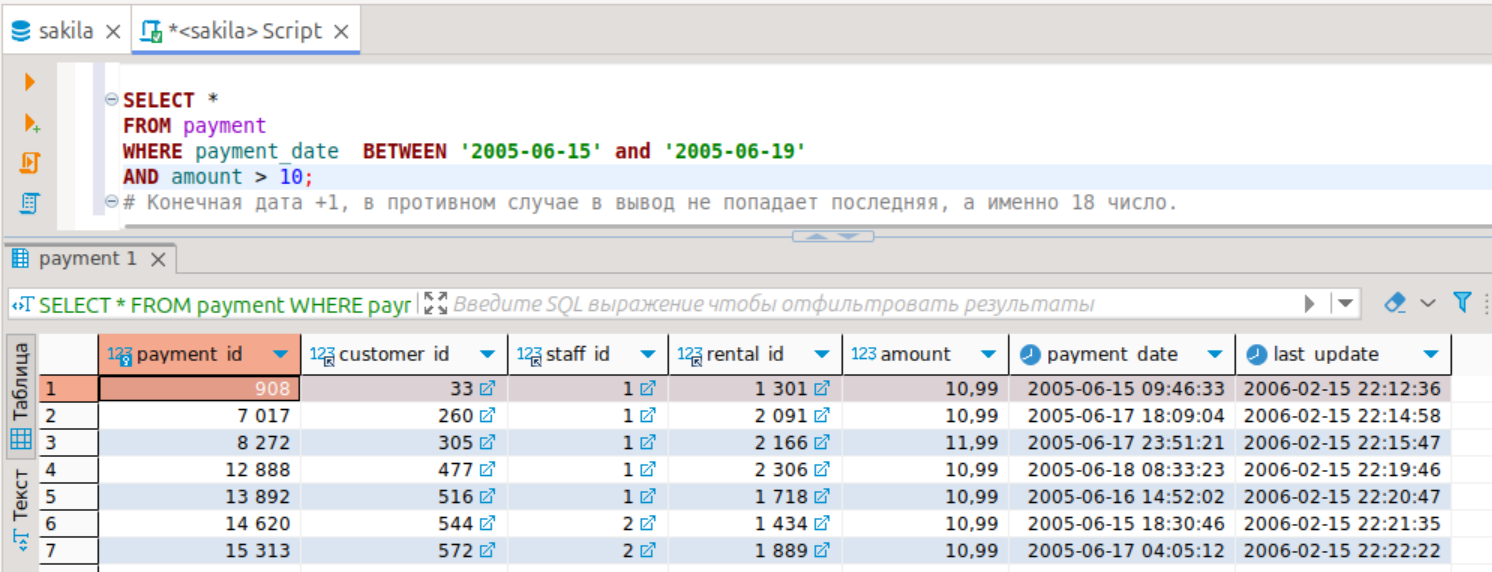 sakila
*<sakila> Script
SELECT *
FROM payment
WHERE payment_date  BETWEEN '2005-06-15' and '2005-06-19'
AND amount > 10;
# Конечная дата +1, в противном случае в вывод не попадает последняя, а именно 18 число.
payment 1
SELECT * FROM payment WHERE payr
Введите SQL выражение чтобы отфильтровать результаты
Таблица
Текст
123 payment_id 123 customer_id 123 staff_id 123 rental_id 123 amount payment_date last_update
1 908 33 1 1 301 10,99 2005-06-15 09:46:33 2006-02-15 22:12:36
2 7 017 260 1 2 091 10,99 2005-06-17 18:09:04 2006-02-15 22:14:58
3 8 272 305 1 2 166 11,99 2005-06-17 23:51:21 2006-02-15 22:15:47
4 12 888 477 1 2 306 10,99 2005-06-18 08:33:23 2006-02-15 22:19:46
5 13 892 516 1 1 718 10,99 2005-06-16 14:52:02 2006-02-15 22:20:47
6 14 620 544 2 1 434 10,99 2005-06-15 18:30:46 2006-02-15 22:21:35
7 15 313 572 2 1 889 10,99 2005-06-17 04:05:12 2006-02-15 22:22:22